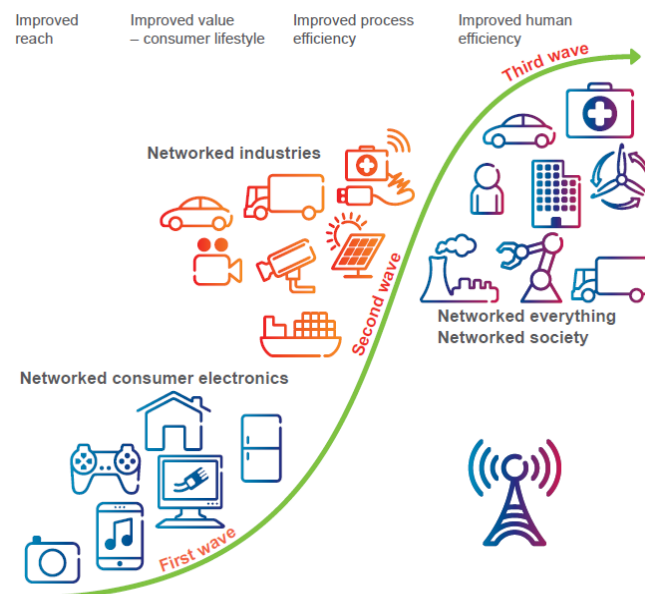 Improved
reach
Improved value
– consumer lifestyle
Improved process
efficiency
Improved human
efficiency
Third wave
Networked industries
Second wave
Networked everything
Networked society
Networked consumer electronics
First wave